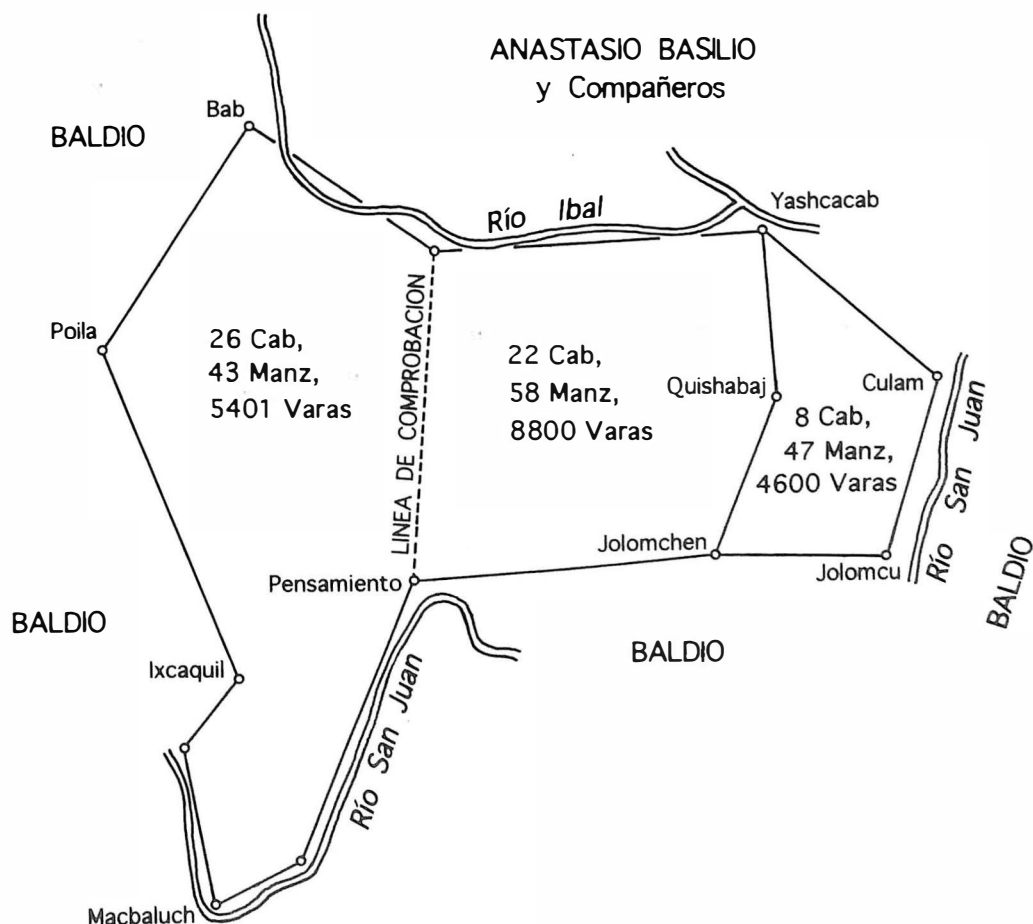 ANASTASIO BASILIO
y Compañeros
Bab
BALDIO
Yashcacab
Río Ibal
Poila
LINEA DE COMPROBACION
26 Cab,
43 Manz,
5401 Varas
22 Cab,
58 Manz,
8800 Varas
Quishabaj
Culam
8 Cab,
47 Manz,
4600 Varas
Río San Juan
Jolomchen
Jolomcu
BALDIO
Pensamiento
BALDIO
BALDIO
Ixcaquil
Río San Juan
Macbaluch